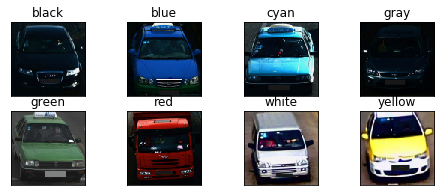 black
blue
cyan
gray
green
red
white
yellow